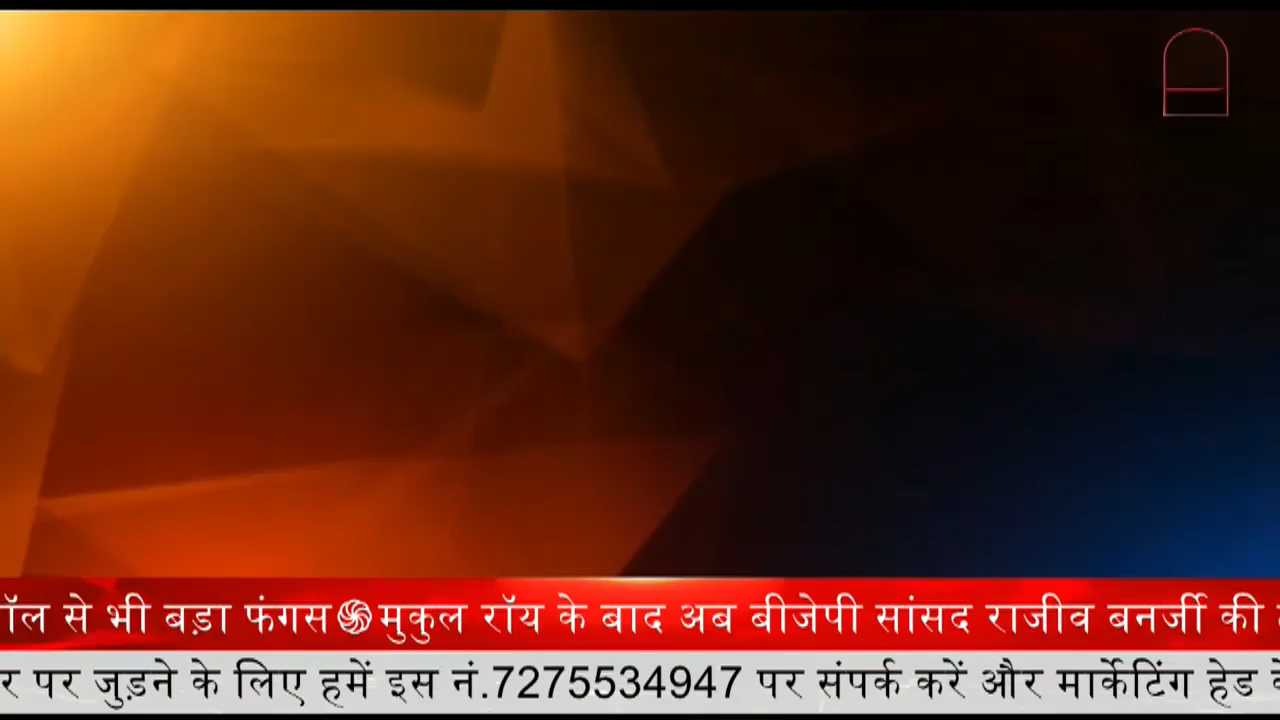 ॉल से भी बड़ा फंगस֍मुकुल रॉय के बाद अब बीजेपी सांसद राजीव बनर्जी की
र पर जुड़ने के लिए हमें इस नं.7275534947 पर संपर्क करें और मार्केटिंग हेड